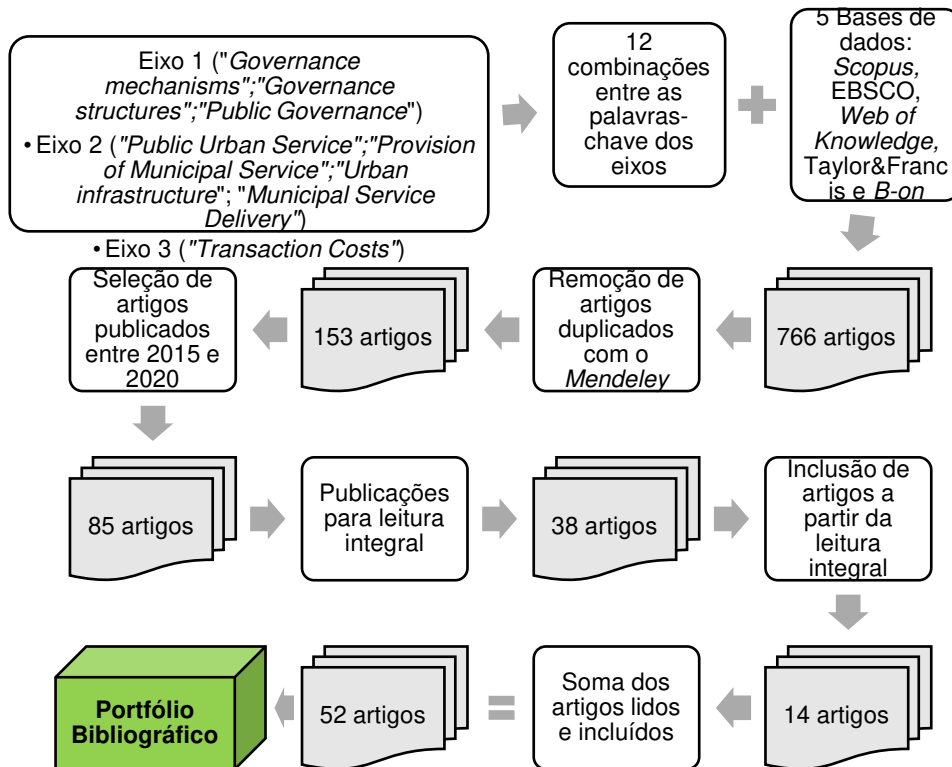 Eixo 1 ("Governance
mechanisms";"Governance
structures";"Public Governance")
• Eixo 2 ("Public Urban Service";"Provision
of Municipal Service";"Urban
infrastructure"; "Municipal Service
Delivery")
• Eixo 3 ("Transaction Costs")
12
combinações
entre as
palavras-
chave dos
eixos
5 Bases de
dados:
Scopus,
EBSCO,
Web of
Knowledge,
Taylor&Franc
is e B-on
Seleção de
artigos
publicados
entre 2015 e
2020
153 artigos
Remoção de
artigos
duplicados
com o
Mendeley
766 artigos
85 artigos
Publicações
para leitura
integral
38 artigos
Inclusão de
artigos a
partir da
leitura
integral
Portfólio
Bibliográfico
52 artigos
Soma dos
artigos lidos
e incluídos
14 artigos